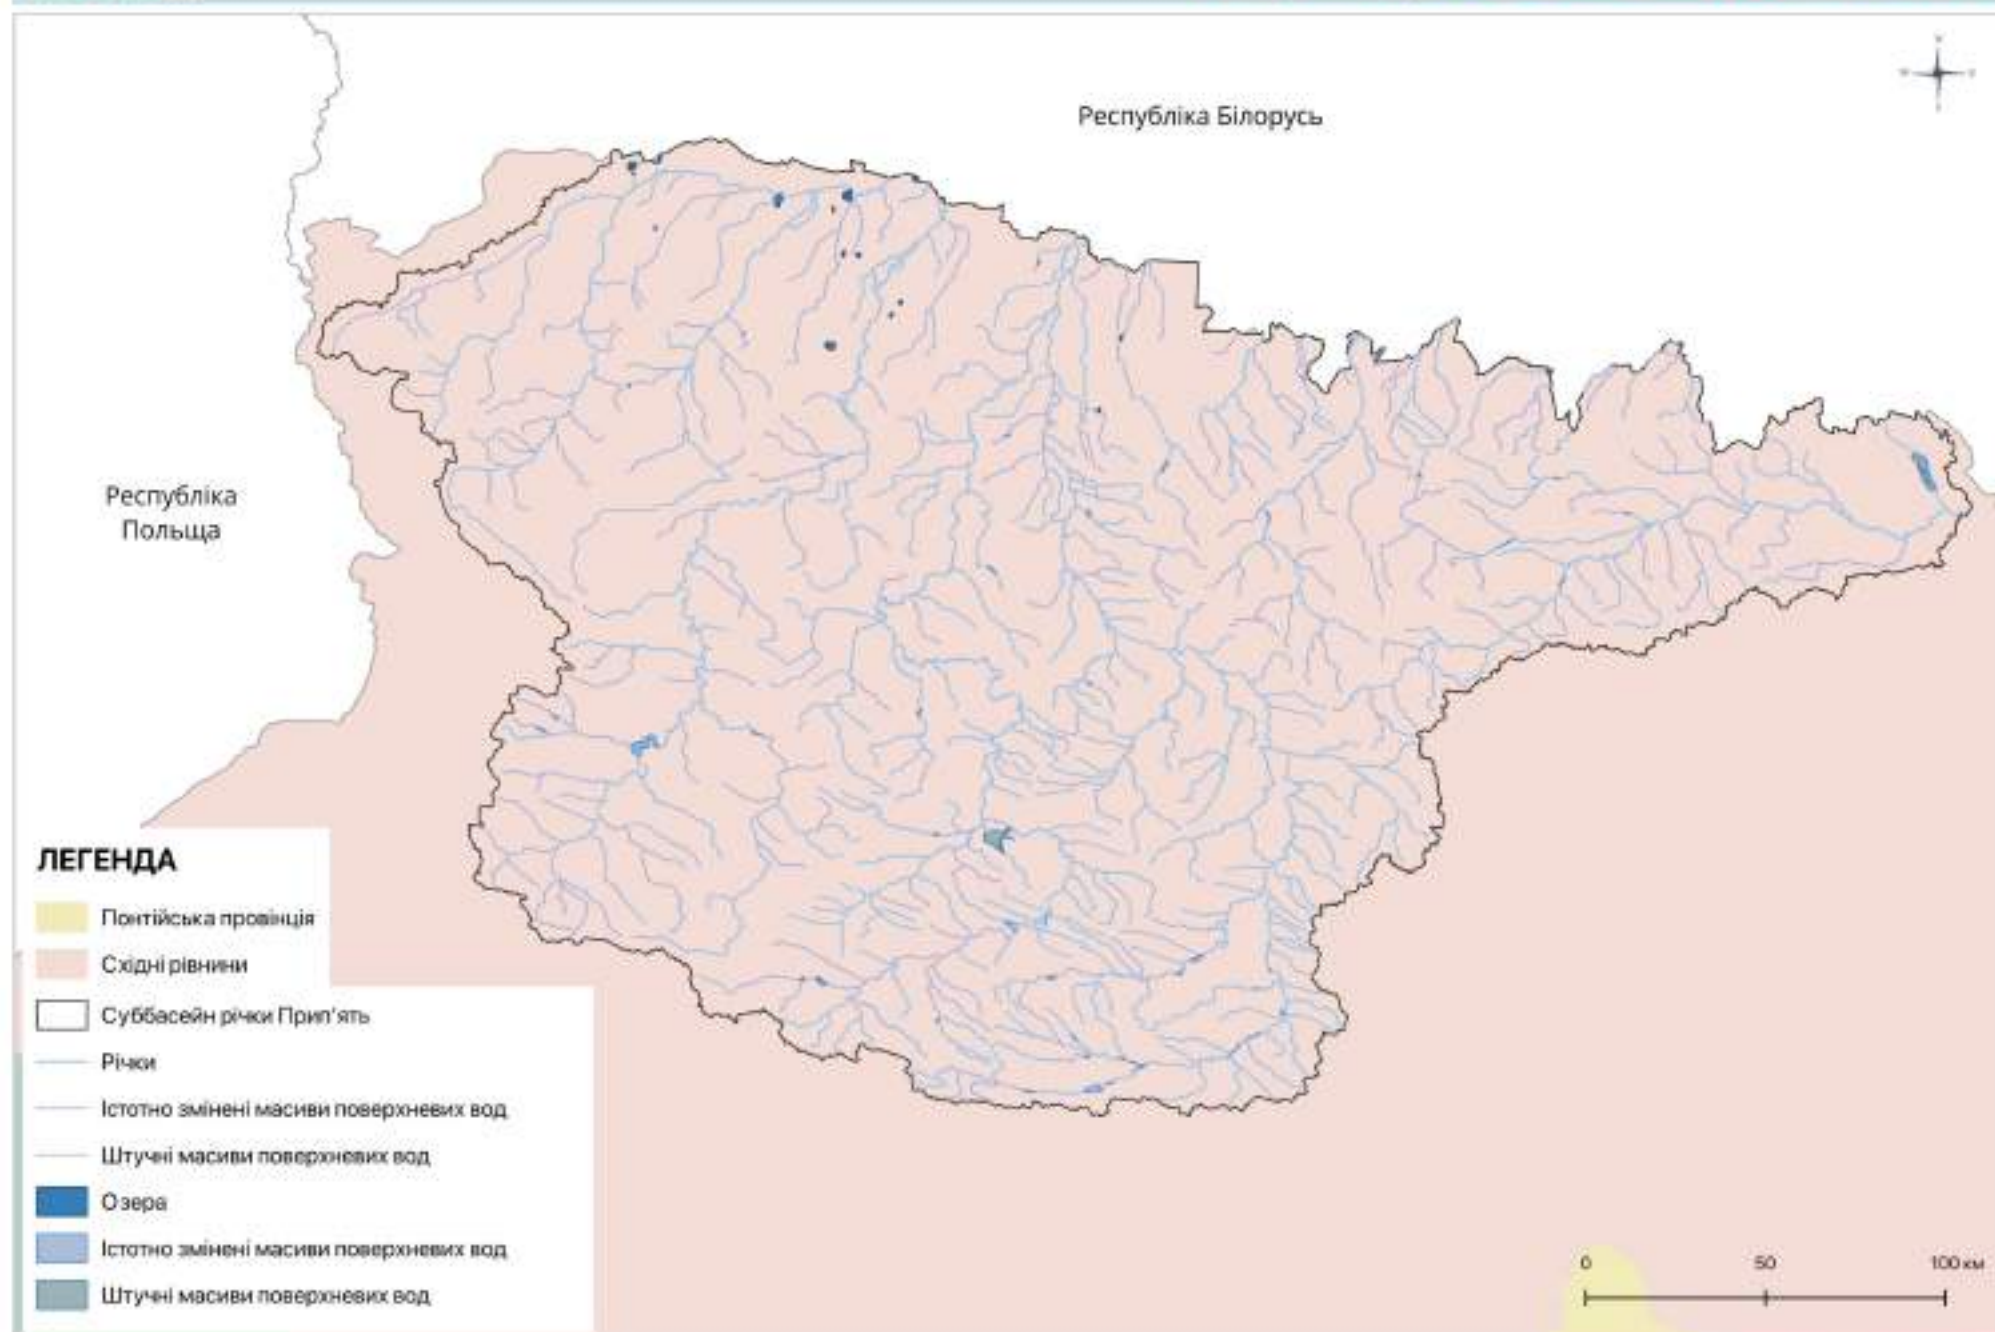 Республіка Білорусь
Республіка
Польща
ЛЕГЕНДА
Понтійська провінція
Східні рівнини
Суббасейн річки Прип'ять
Річки
Істотно змінені масиви поверхневих вод
Штучні масиви поверхневих вод
Озера
Істотно змінені масиви поверхневих вод
Штучні масиви поверхневих вод
0 50 100 км